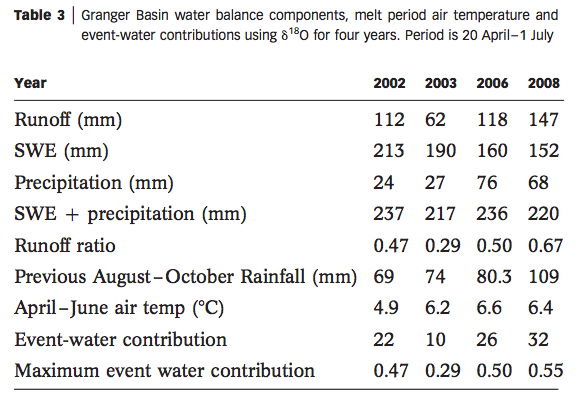 Table 3 | Granger Basin water balance components, melt period air temperature and
event-water contributions using δ¹⁸O for four years. Period is 20 April–1 July
Year 2002 2003 2006 2008
Runoff (mm) 112 62 118 147
SWE (mm) 213 190 160 152
Precipitation (mm) 24 27 76 68
SWE + precipitation (mm) 237 217 236 220
Runoff ratio 0.47 0.29 0.50 0.67
Previous August–October Rainfall (mm) 69 74 80.3 109
April–June air temp (°C) 4.9 6.2 6.6 6.4
Event-water contribution 22 10 26 32
Maximum event water contribution 0.47 0.29 0.50 0.55